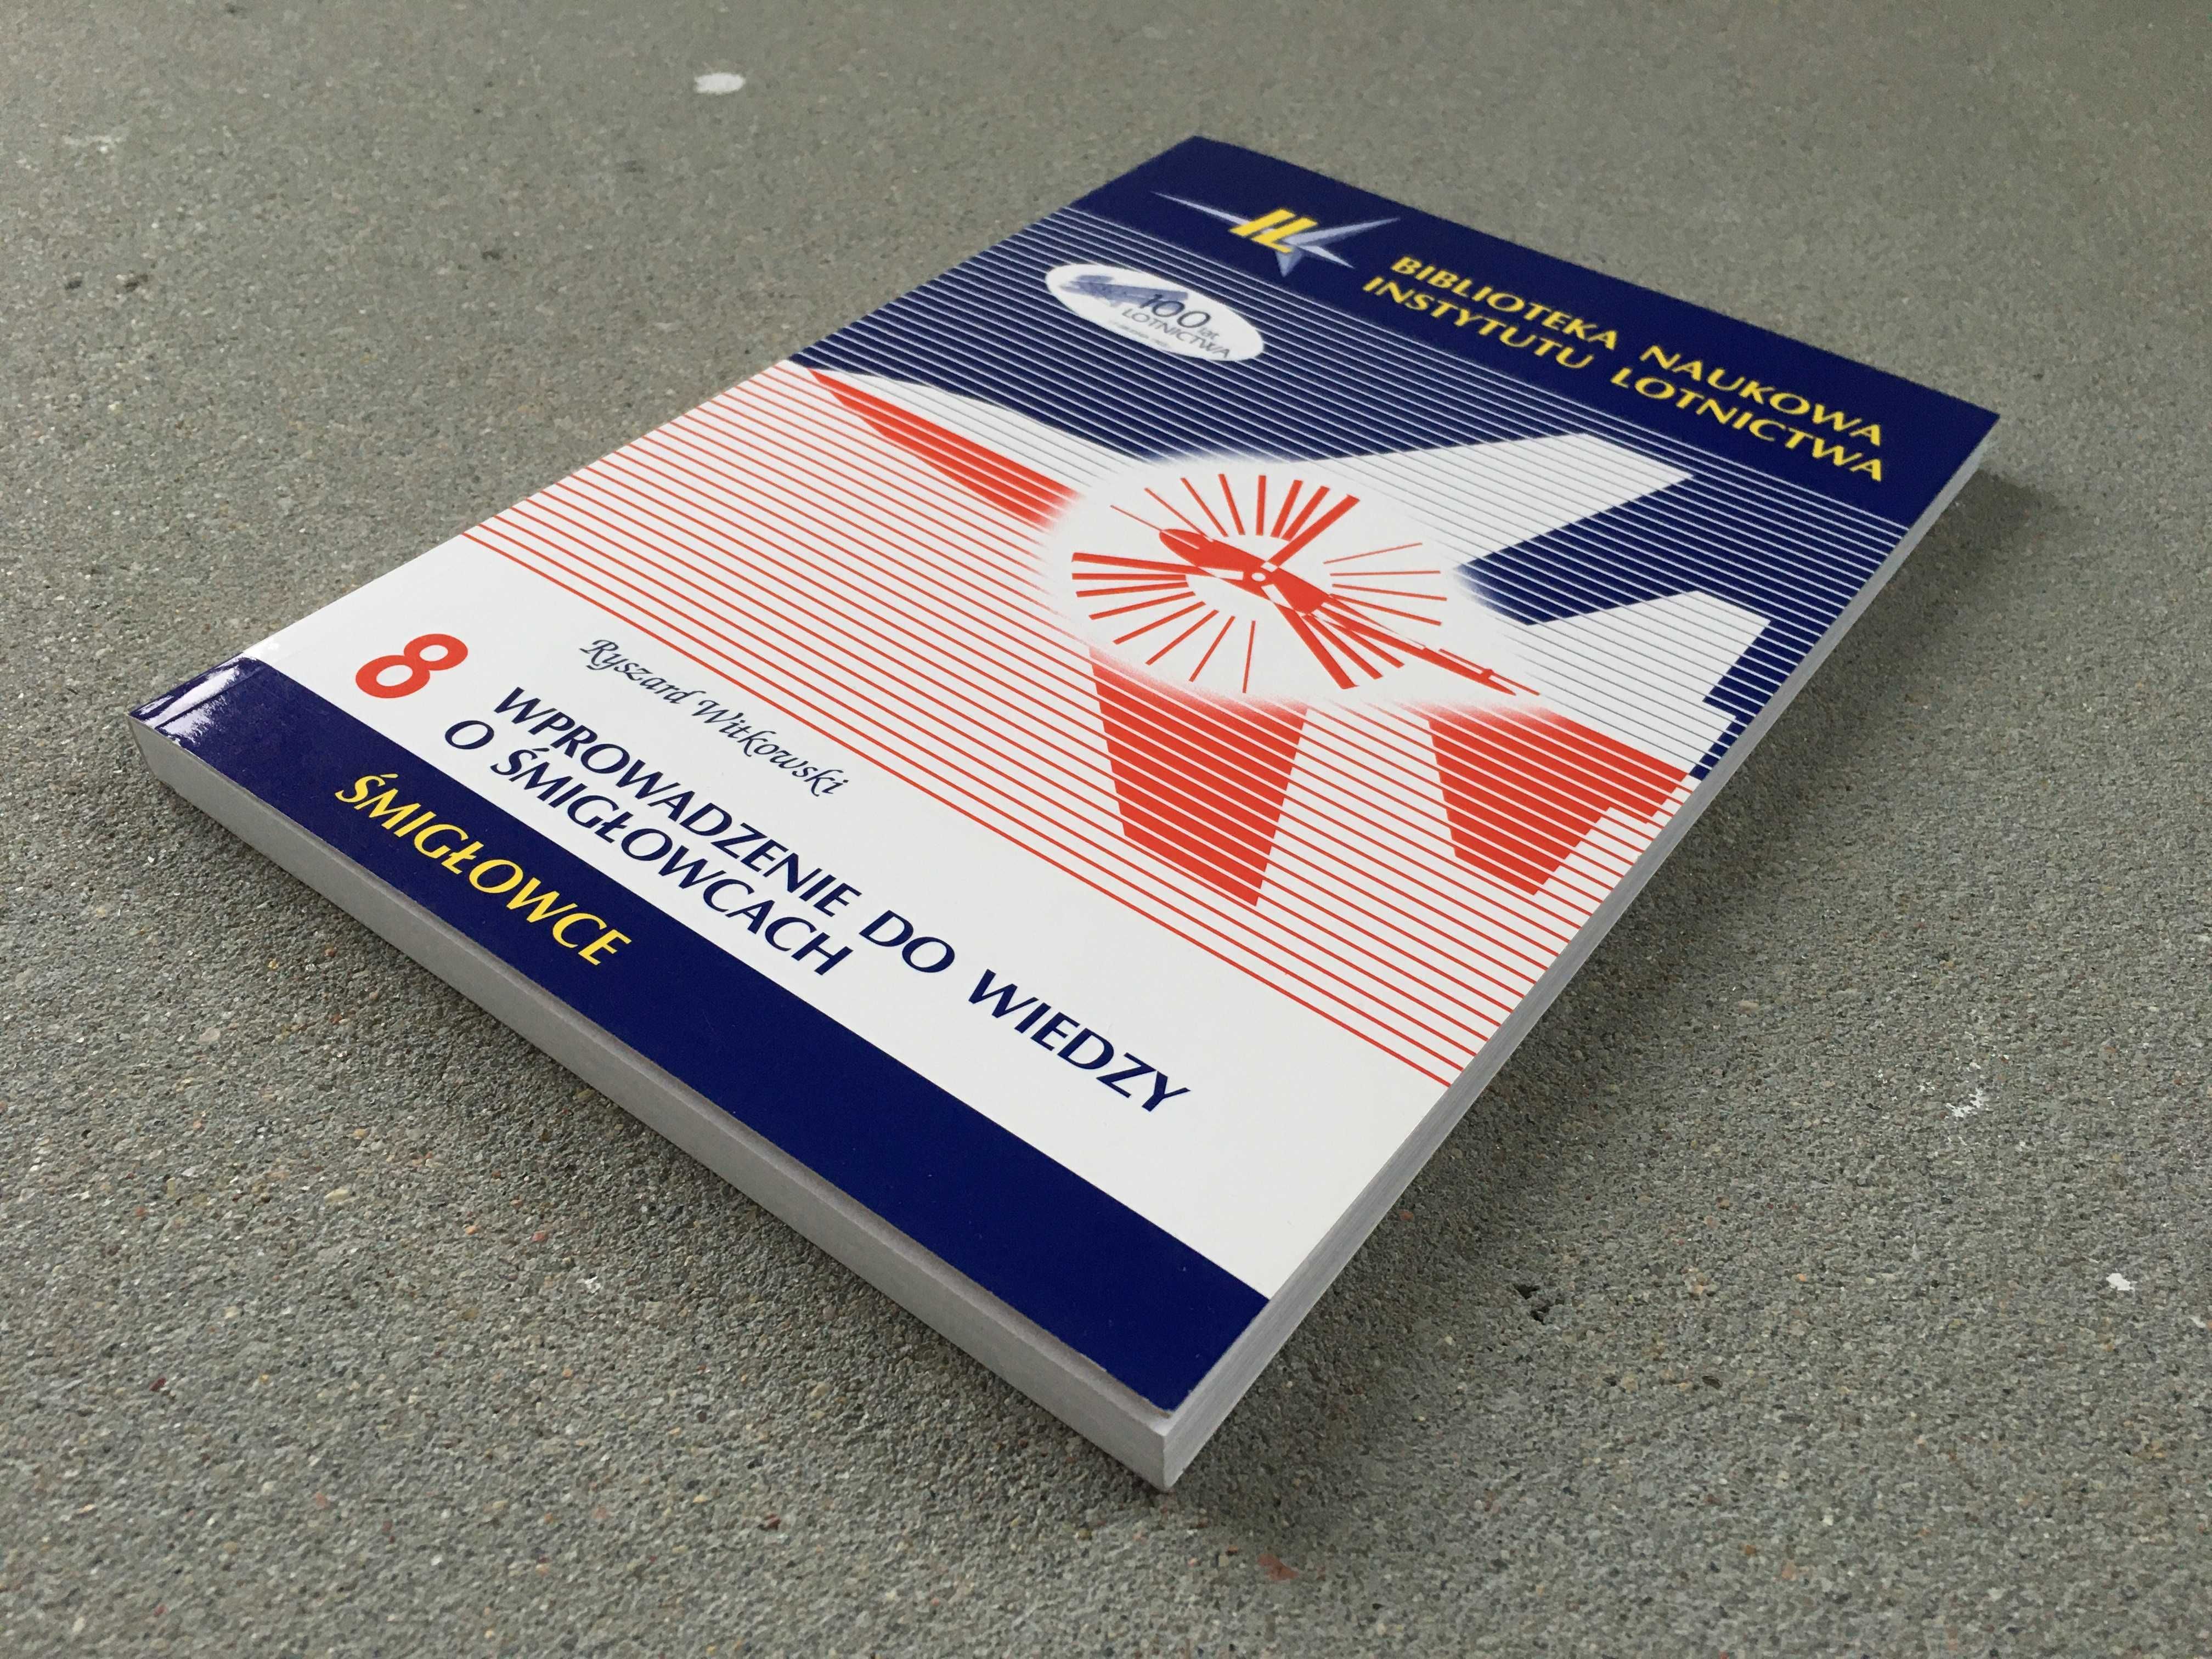 IL
BIBLIOTEKA NAUKOWA
INSTYTUTU LOTNICTWA
100 lat
LOTNICTWA
Ryszard Witkowski
8
WPROWADZENIE DO WIEDZY
O ŚMIGŁOWCACH
ŚMIGŁOWCE